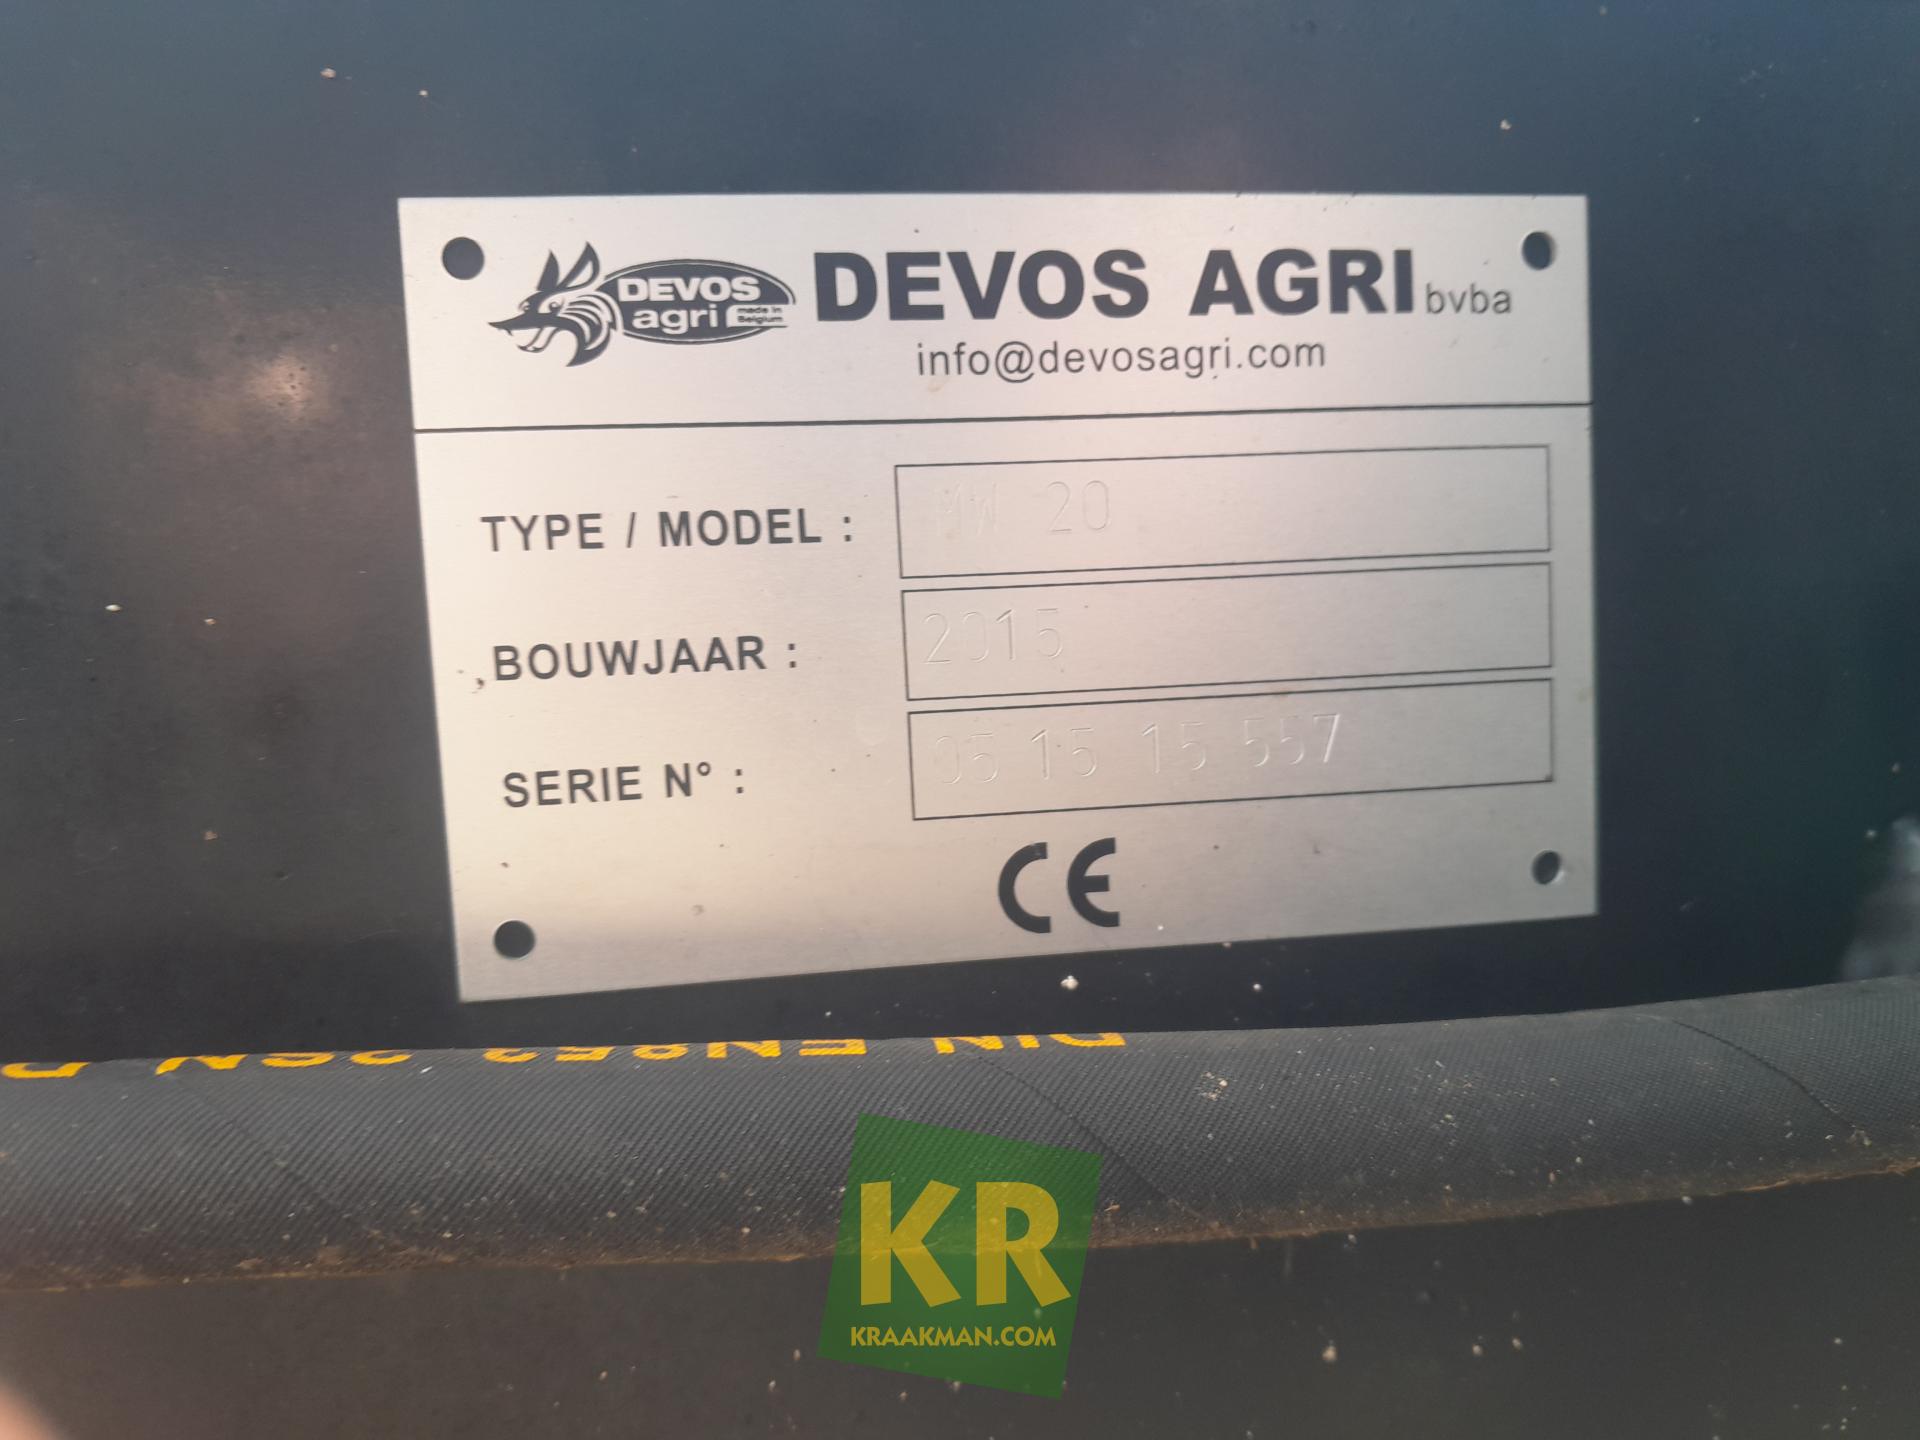 DEVOS
agri
made in
Belgium
DEVOS AGRI bvba
info@devosagri.com
TYPE / MODEL : MW 20
BOUWJAAR : 2015
SERIE N° : 05 15 15 557
CE
DIN EN853 2SN D
KR
KRAAKMAN.COM